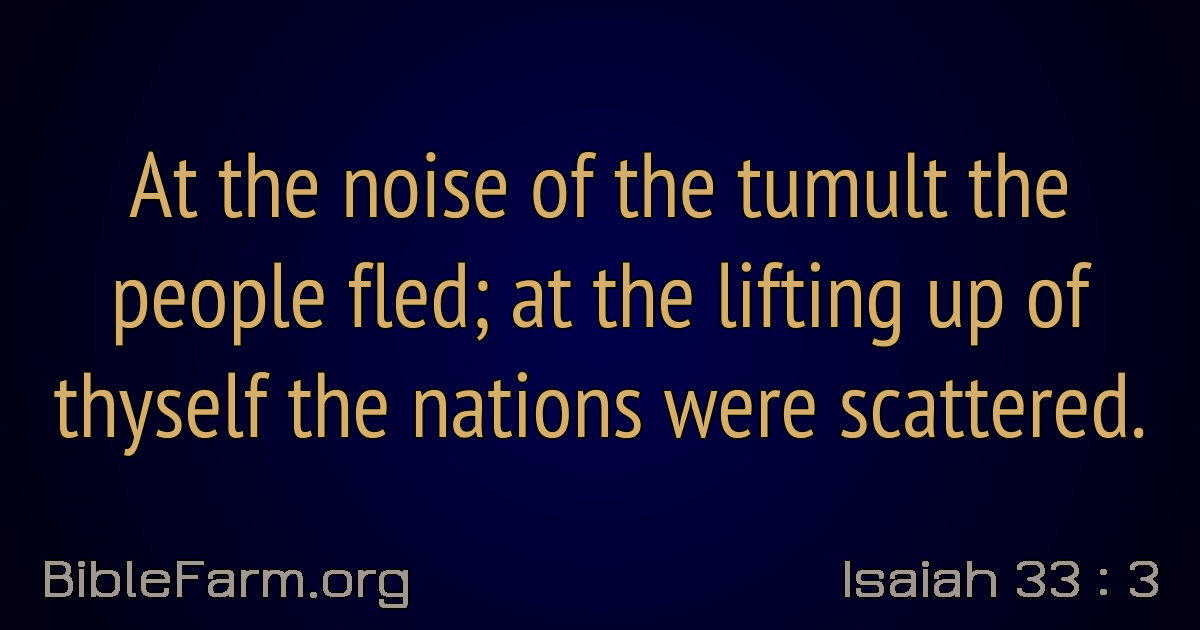 At the noise of the tumult the
people fled; at the lifting up of
thyself the nations were scattered.
BibleFarm.org
Isaiah 33 : 3